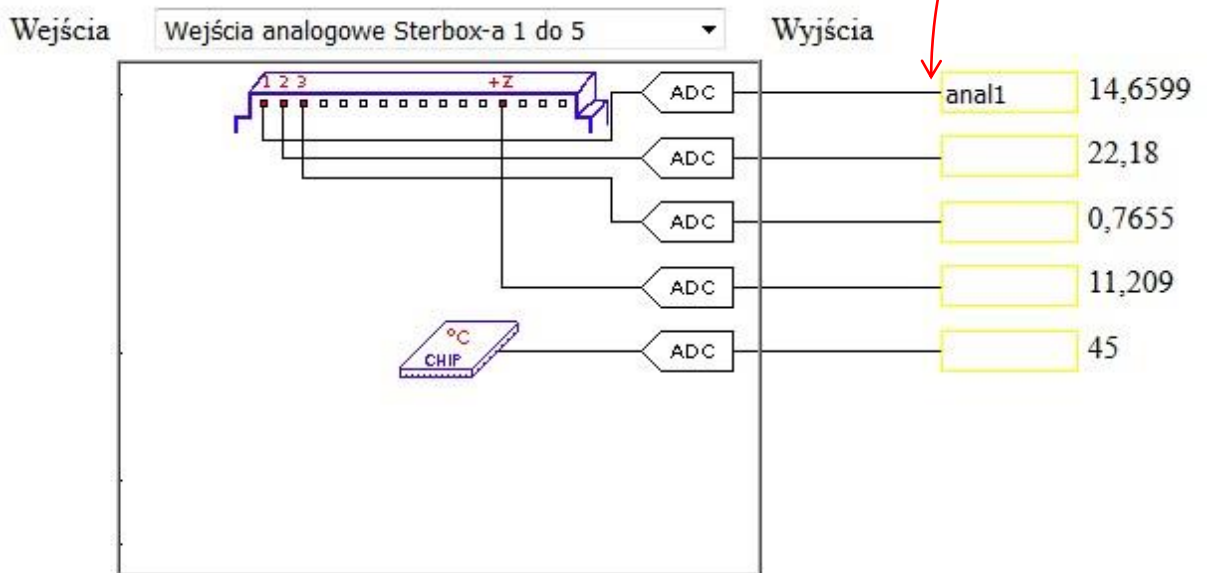 Wejścia Wejścia analogowe Sterbox-a 1 do 5 Wyjścia
1 2 3 +Z
ADC anal1 14,6599
ADC 22,18
ADC 0,7655
ADC 11,209
°C
CHIP
ADC 45